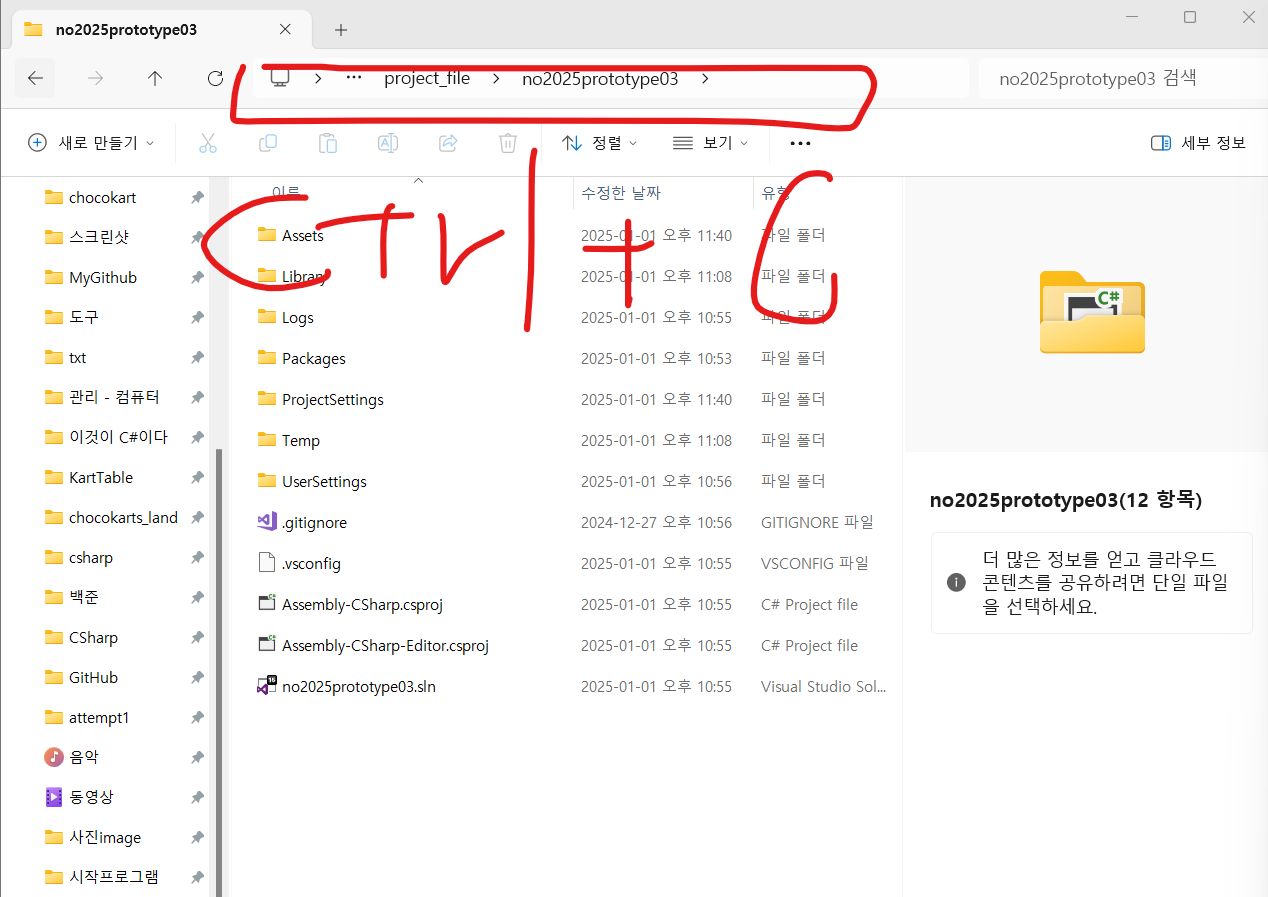 no2025prototype03
project_file > no2025prototype03 >
no2025prototype03 검색
새로 만들기
정렬
보기
세부 정보
chocokart
스크린샷
MyGithub
도구
txt
관리 - 컴퓨터
이것이 C#이다
KartTable
chocokarts_land
csharp
백준
CSharp
GitHub
attempt1
음악
동영상
사진image
시작프로그램
이름 수정한 날짜 유형
Assets 2025-01-01 오후 11:40 파일 폴더
Library 2025-01-01 오후 11:08 파일 폴더
Logs 2025-01-01 오후 10:55 파일 폴더
Packages 2025-01-01 오후 10:53 파일 폴더
ProjectSettings 2025-01-01 오후 11:40 파일 폴더
Temp 2025-01-01 오후 11:08 파일 폴더
UserSettings 2025-01-01 오후 10:56 파일 폴더
.gitignore 2024-12-27 오후 10:56 GITIGNORE 파일
.vsconfig 2025-01-01 오후 10:55 VSCONFIG 파일
Assembly-CSharp.csproj 2025-01-01 오후 10:55 C# Project file
Assembly-CSharp-Editor.csproj 2025-01-01 오후 10:55 C# Project file
no2025prototype03.sln 2025-01-01 오후 10:55 Visual Studio Sol...
CTrl + C
C#
no2025prototype03(12 항목)
더 많은 정보를 얻고 클라우드
콘텐츠를 공유하려면 단일 파일
을 선택하세요.